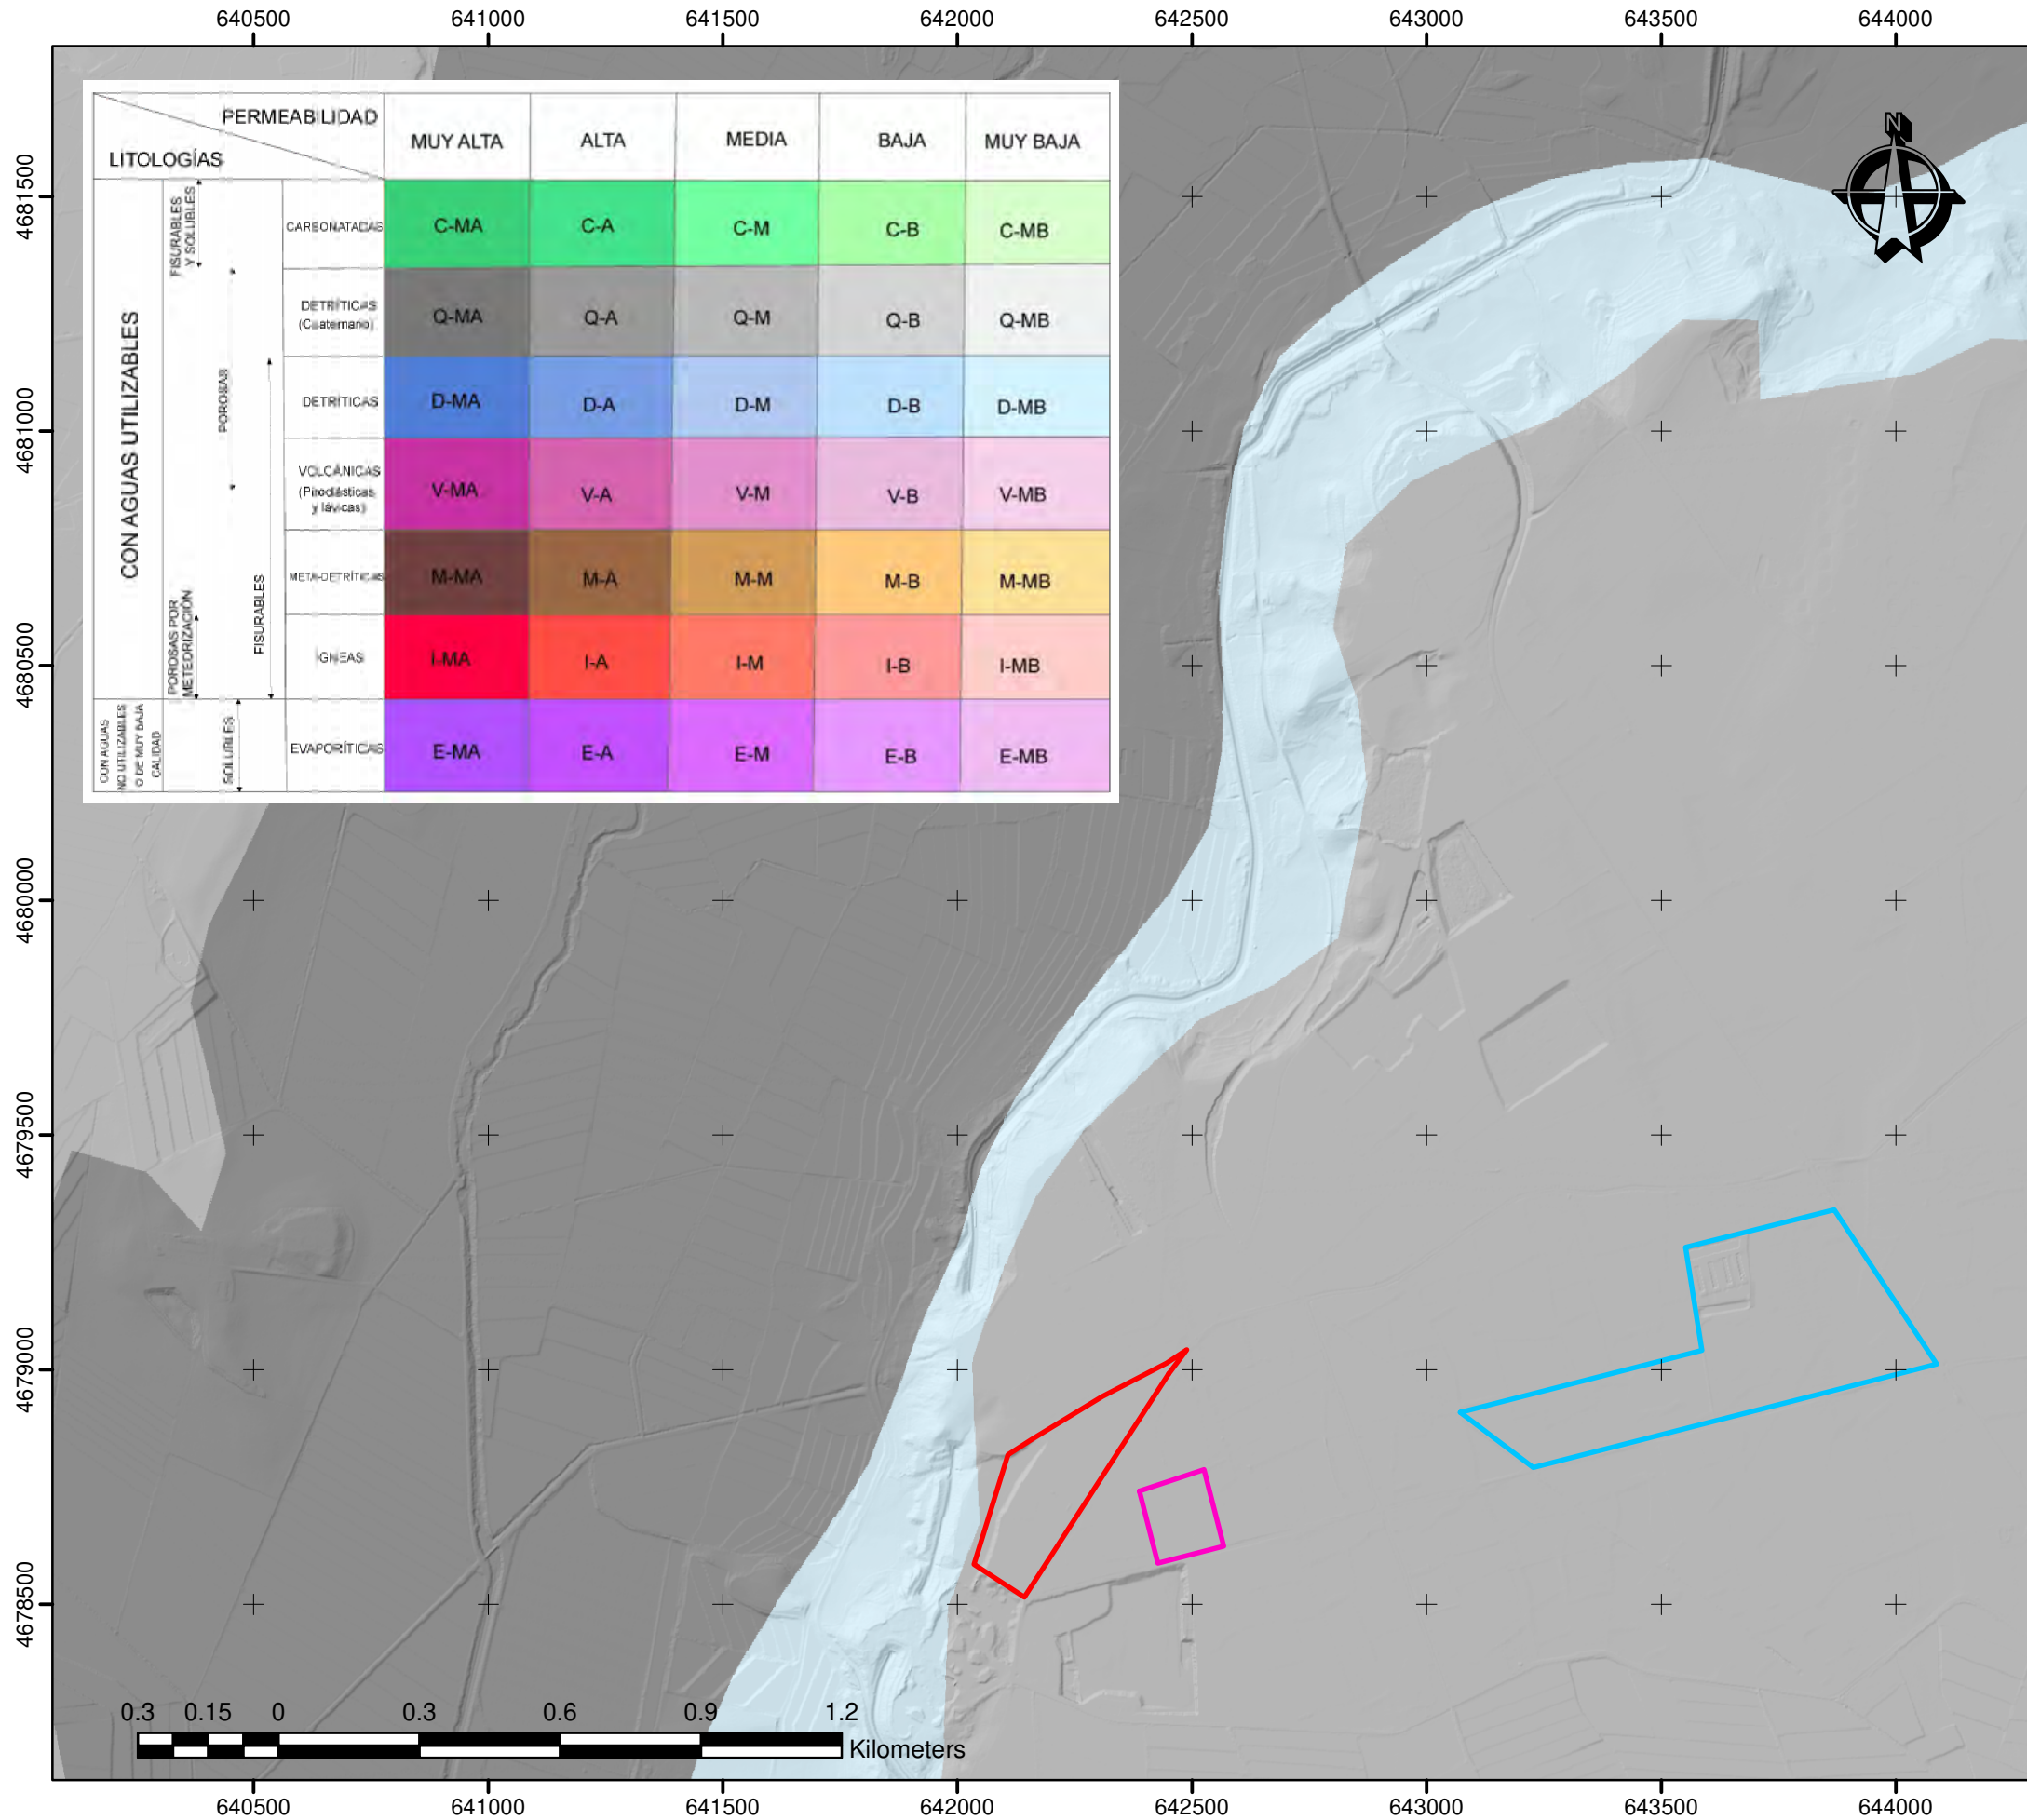 640500 641000 641500 642000 642500 643000 643500 644000
N
PERMEABILIDAD
LITOLOGÍAS
MUY ALTA ALTA MEDIA BAJA MUY BAJA
CON AGUAS UTILIZABLES
FISURABLES
Y SOLUBLES
POROSAS
FISURABLES
POROSAS POR
METEORIZACIÓN
CARBONATADAS C-MA C-A C-M C-B C-MB
DETRÍTICAS
(Cuaternario)
Q-MA Q-A Q-M Q-B Q-MB
DETRÍTICAS D-MA D-A D-M D-B D-MB
VOLCÁNICAS
(Piroclásticas
y lávicas)
V-MA V-A V-M V-B V-MB
META-DETRÍTICAS M-MA M-A M-M M-B M-MB
ÍGNEAS I-MA I-A I-M I-B I-MB
CON AGUAS
NO UTILIZABLES
O DE MUY BAJA
CALIDAD
SOLUBLES
EVAPORÍTICAS E-MA E-A E-M E-B E-MB
4681500
4681000
4680500
4680000
4679500
4679000
4678500
0.3 0.15 0 0.3 0.6 0.9 1.2
Kilometers
640500 641000 641500 642000 642500 643000 643500 644000